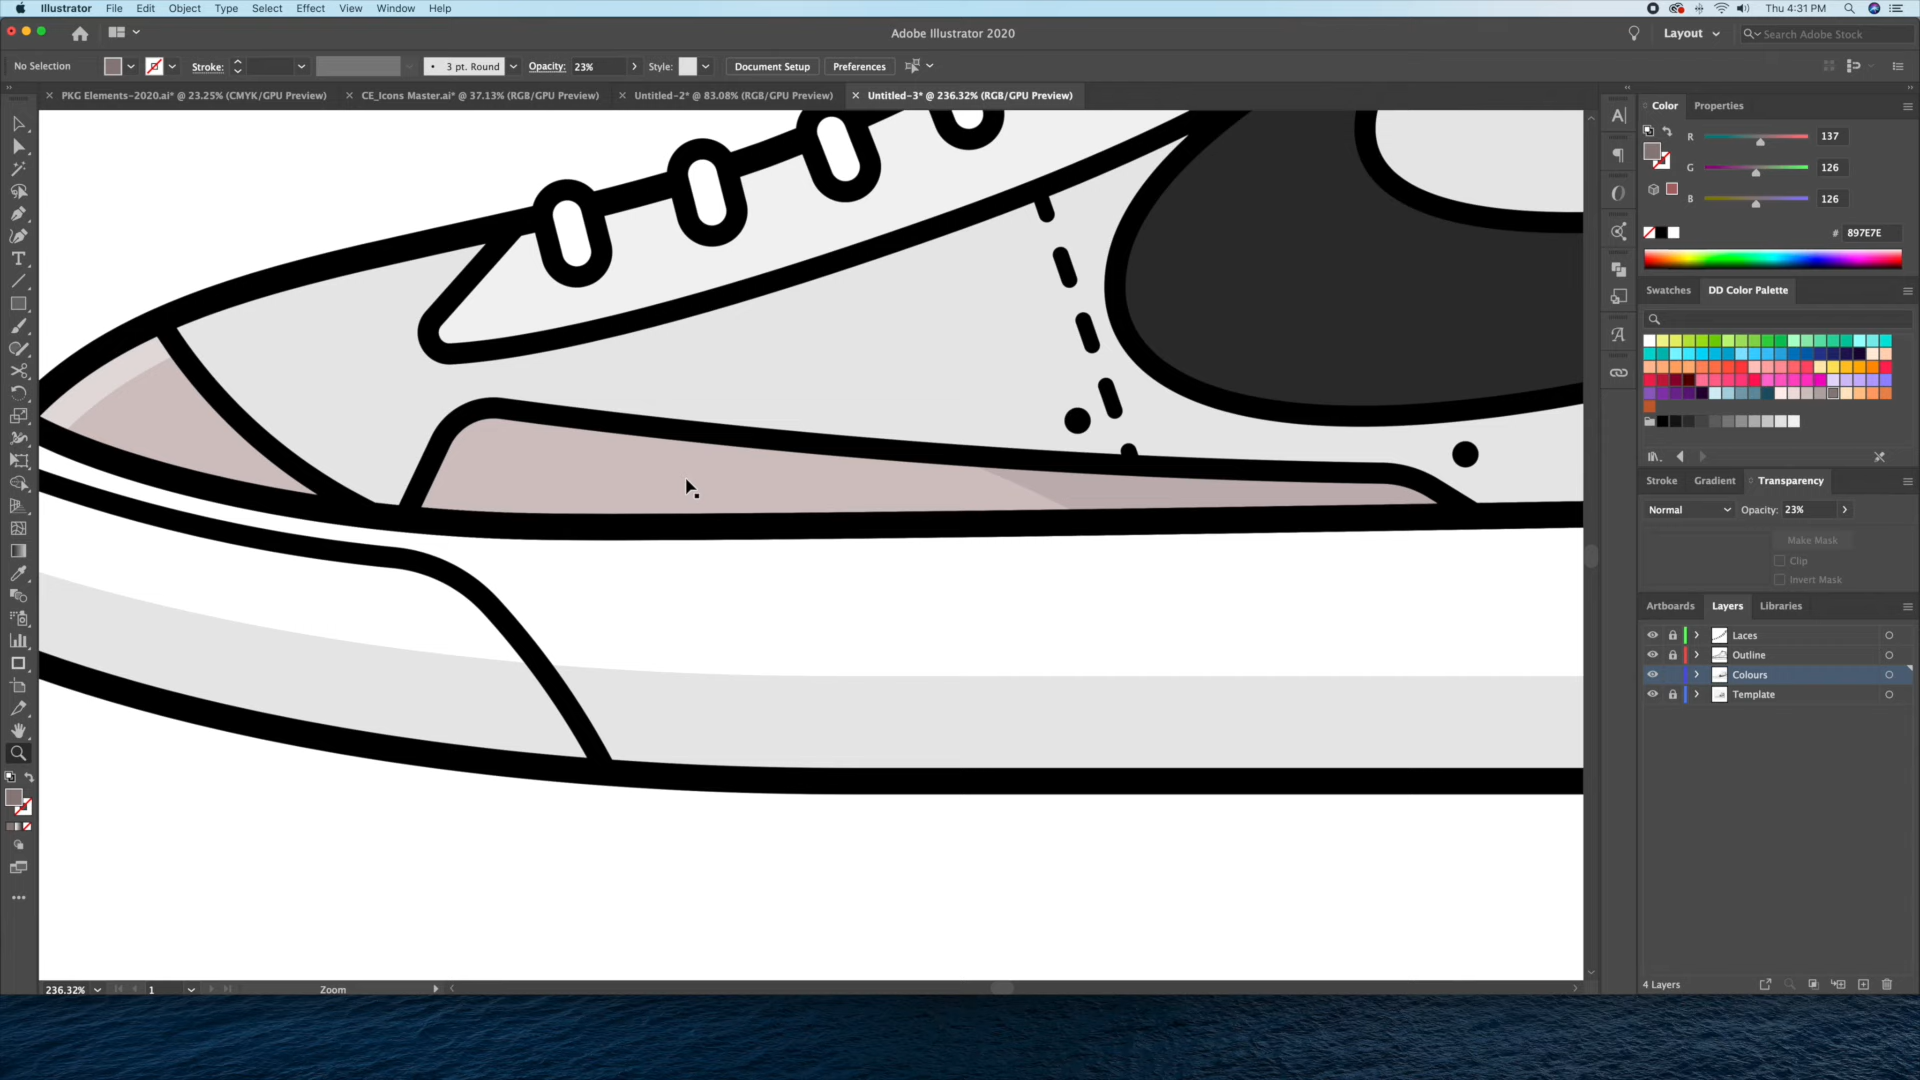 Illustrator File Edit Object Type Select Effect View Window Help Thu 4:31 PM
Adobe Illustrator 2020 Layout Search Adobe Stock
No Selection Stroke: 3 pt. Round Opacity: 23% Style: Document Setup Preferences
PKG Elements-2020.ai* @ 23.25% (CMYK/GPU Preview) CE_Icons Master.ai* @ 37.13% (RGB/GPU Preview) Untitled-2* @ 83.08% (RGB/GPU Preview) Untitled-3* @ 236.32% (RGB/GPU Preview)
Color Properties
R 137
G 126
B 126
# 897E7E
Swatches DD Color Palette
Stroke Gradient Transparency
Normal Opacity: 23%
Make Mask
Clip
Invert Mask
Artboards Layers Libraries
Laces
Outline
Colours
Template
4 Layers
236.32% 1 Zoom